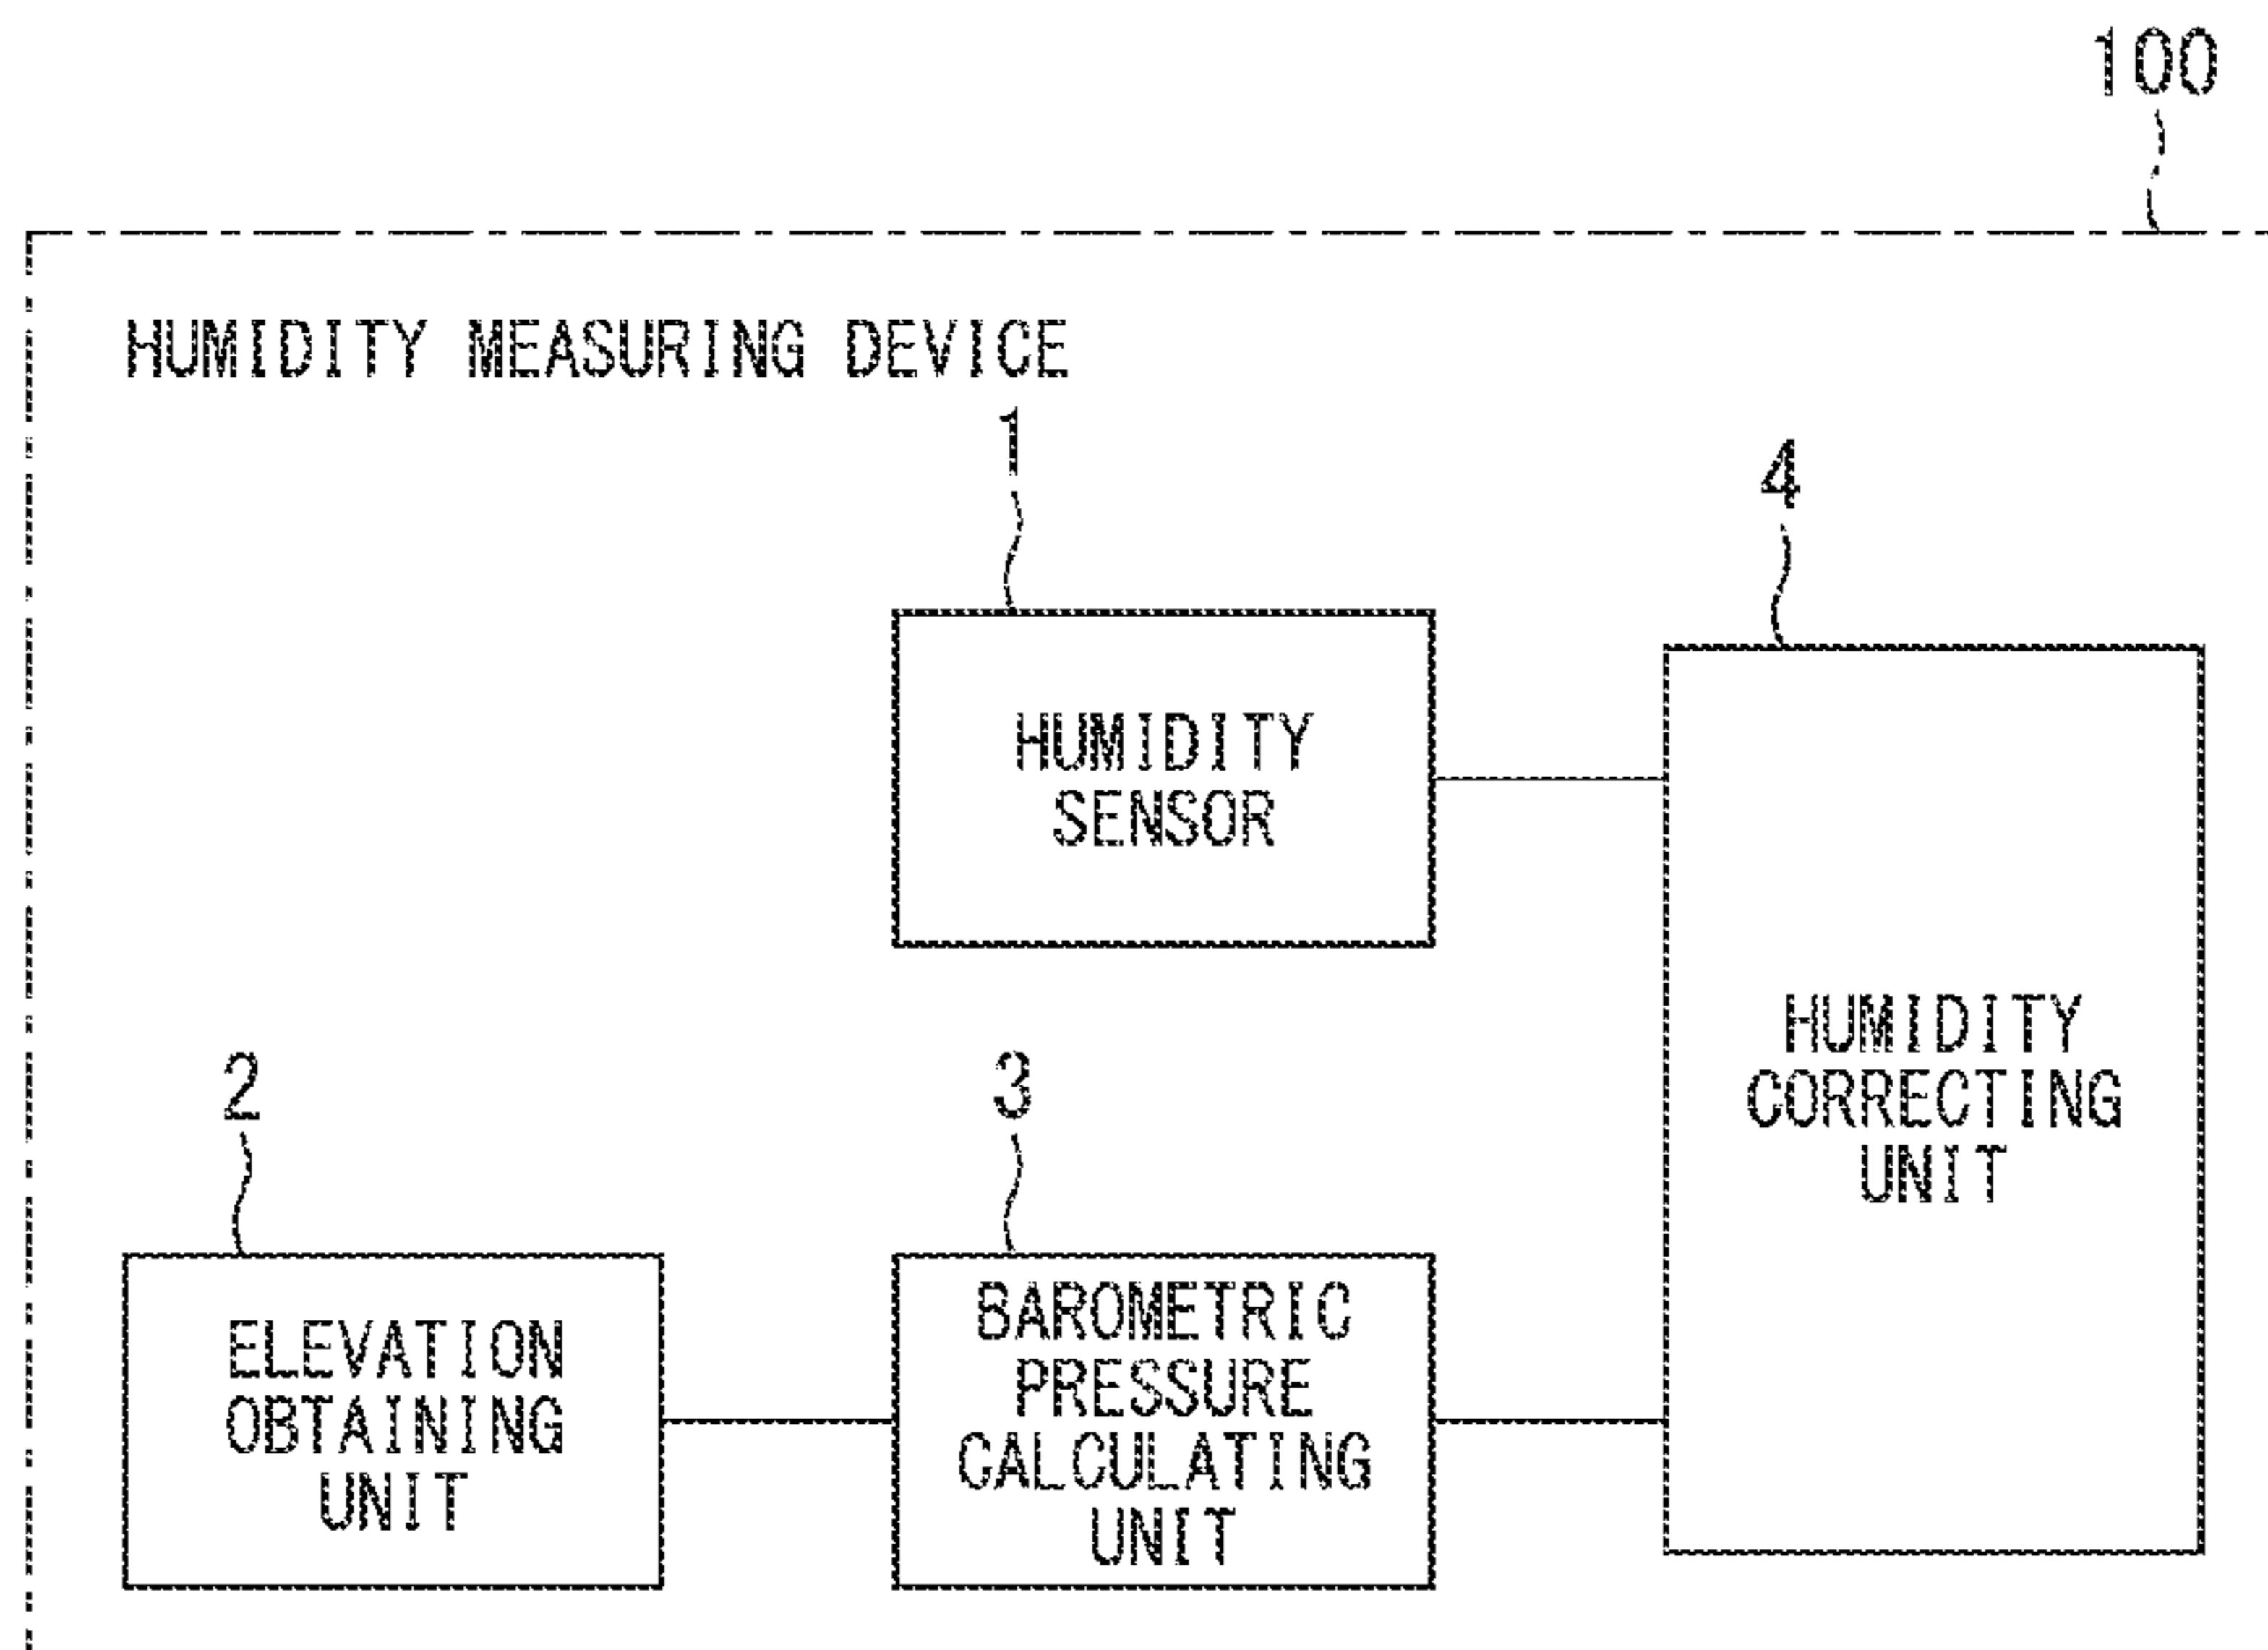 100
HUMIDITY MEASURING DEVICE
1
4
HUMIDITY
SENSOR
HUMIDITY
CORRECTING
UNIT
2
3
ELEVATION
OBTAINING
UNIT
BAROMETRIC
PRESSURE
CALCULATING
UNIT